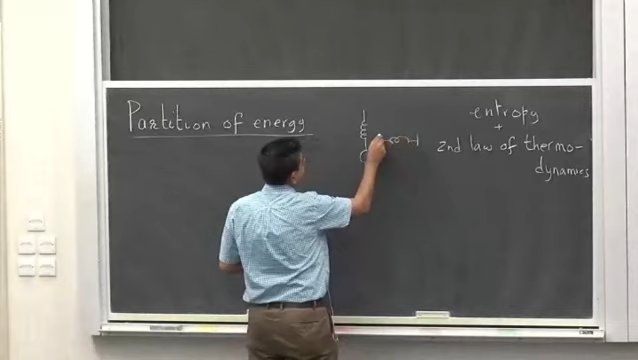 Partition of energy
entropy
+
2nd law of thermo-
dynamics